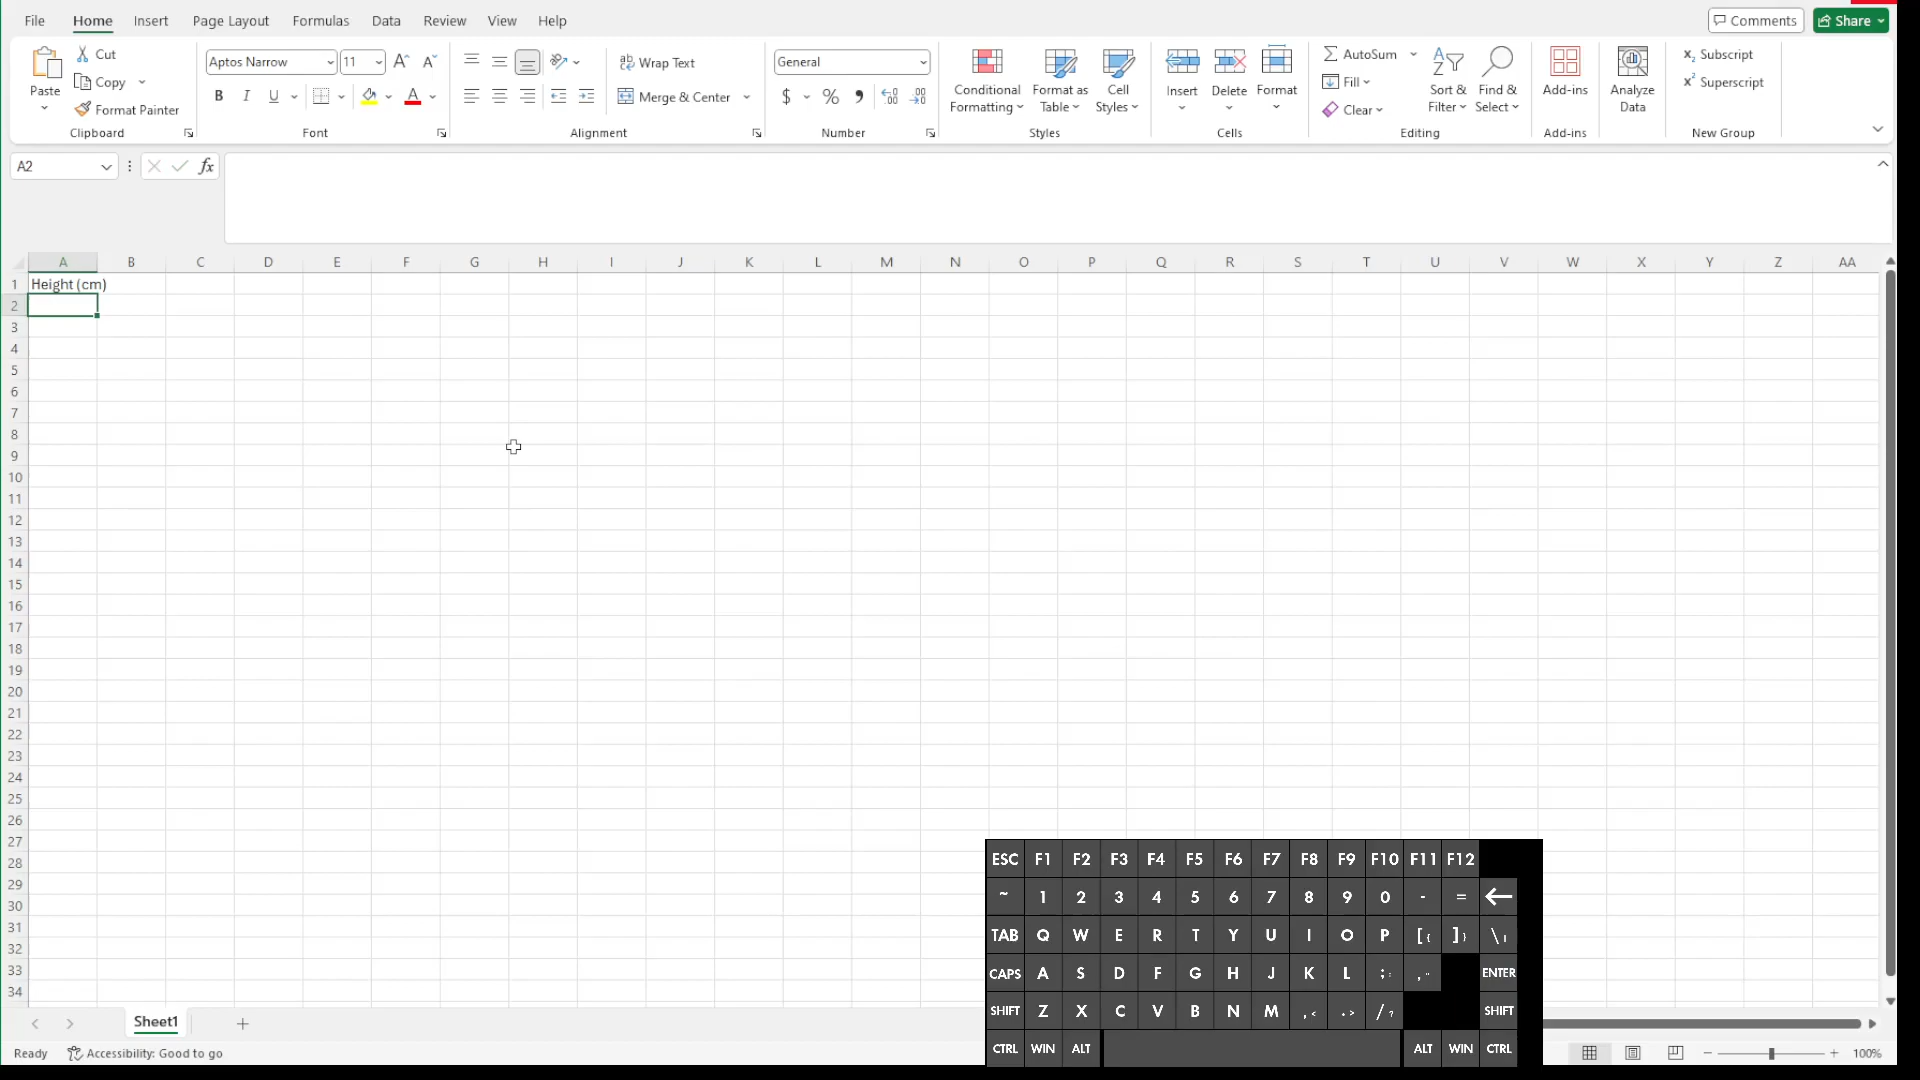 File Home Insert Page Layout Formulas Data Review View Help Comments Share
Paste Cut Copy Format Painter Clipboard
Aptos Narrow 11 A A B I U A Font
ab Wrap Text Merge & Center Alignment
General $ % , .00 .00 Number
Conditional Formatting Format as Table Cell Styles Styles
Insert Delete Format Cells
AutoSum Fill Clear Sort & Filter Find & Select Editing
Add-ins Add-ins
Analyze Data
x₂ Subscript x² Superscript New Group
A2 fx
A B C D E F G H I J K L M N O P Q R S T U V W X Y Z AA
1 Height (cm)
2
3
4
5
6
7
8
9
10
11
12
13
14
15
16
17
18
19
20
21
22
23
24
25
26
27
28
29
30
31
32
33
34
ESC F1 F2 F3 F4 F5 F6 F7 F8 F9 F10 F11 F12
~ 1 2 3 4 5 6 7 8 9 0 - = ←
TAB Q W E R T Y U I O P [ { ] } \ |
CAPS A S D F G H J K L ; : , " ENTER
SHIFT Z X C V B N M , < . > / ? SHIFT
CTRL WIN ALT ALT WIN CTRL
Sheet1 +
Ready Accessibility: Good to go 100%